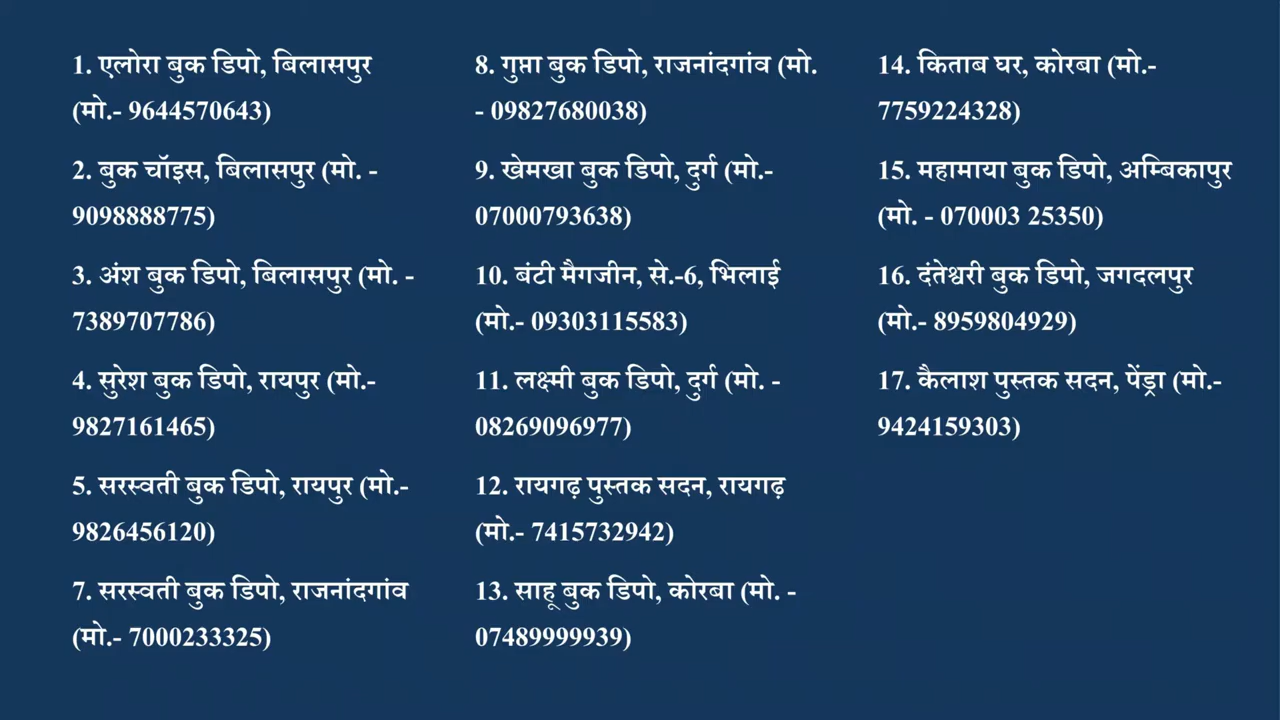 1. एलोरा बुक डिपो, बिलासपुर
(मो.- 9644570643)
2. बुक चॉइस, बिलासपुर (मो. -
9098888775)
3. अंश बुक डिपो, बिलासपुर (मो. -
7389707786)
4. सुरेश बुक डिपो, रायपुर (मो.-
9827161465)
5. सरस्वती बुक डिपो, रायपुर (मो.-
9826456120)
7. सरस्वती बुक डिपो, राजनांदगांव
(मो.- 7000233325)
8. गुप्ता बुक डिपो, राजनांदगांव (मो.
- 09827680038)
9. खेमखा बुक डिपो, दुर्ग (मो.-
07000793638)
10. बंटी मैगजीन, से.-6, भिलाई
(मो.- 09303115583)
11. लक्ष्मी बुक डिपो, दुर्ग (मो. -
08269096977)
12. रायगढ़ पुस्तक सदन, रायगढ़
(मो.- 7415732942)
13. साहू बुक डिपो, कोरबा (मो. -
07489999939)
14. किताब घर, कोरबा (मो.-
7759224328)
15. महामाया बुक डिपो, अम्बिकापुर
(मो. - 070003 25350)
16. दंतेश्वरी बुक डिपो, जगदलपुर
(मो.- 8959804929)
17. कैलाश पुस्तक सदन, पेंड्रा (मो.-
9424159303)